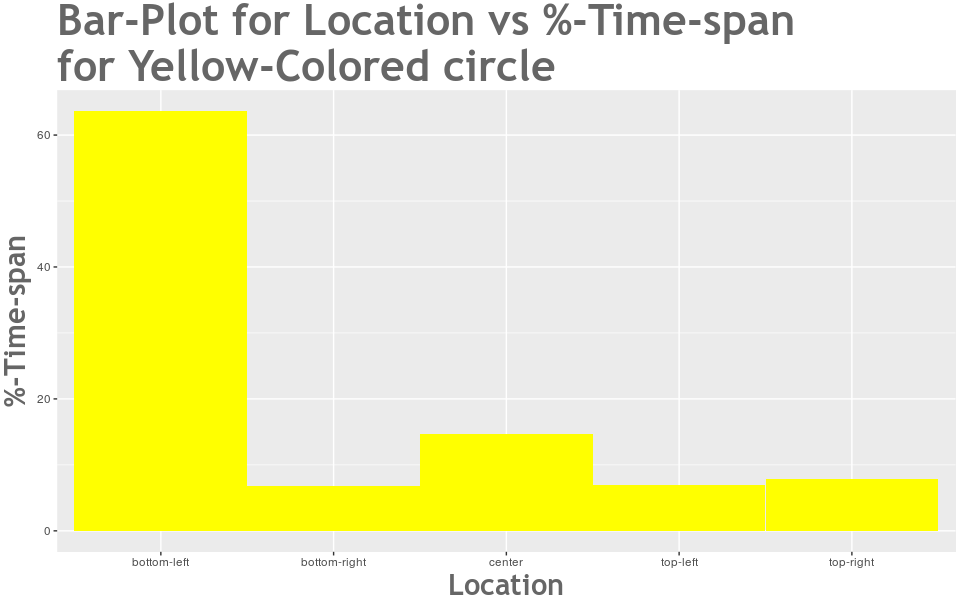 Bar-Plot for Location vs %-Time-span
for Yellow-Colored circle
%-Time-span
60
40
20
0
bottom-left
bottom-right
center
top-left
top-right
Location